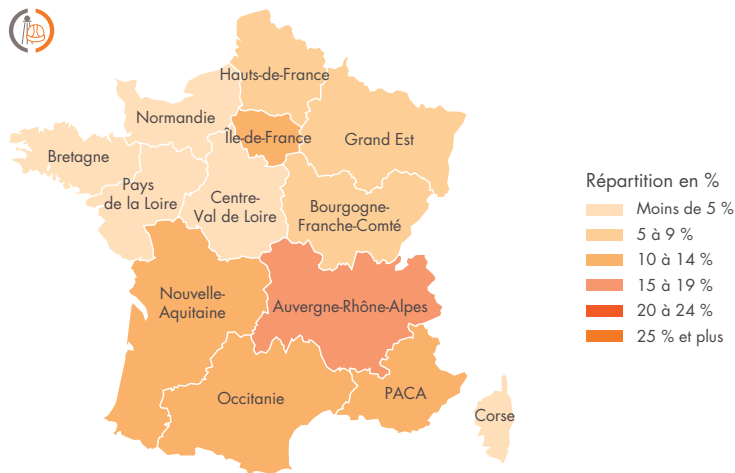 Hauts-de-France
Normandie
Île-de-France
Grand Est
Bretagne
Pays
de la Loire
Centre-
Val de Loire
Bourgogne-
Franche-Comté
Nouvelle-
Aquitaine
Auvergne-Rhône-Alpes
Occitanie
PACA
Corse
Répartition en %
Moins de 5 %
5 à 9 %
10 à 14 %
15 à 19 %
20 à 24 %
25 % et plus